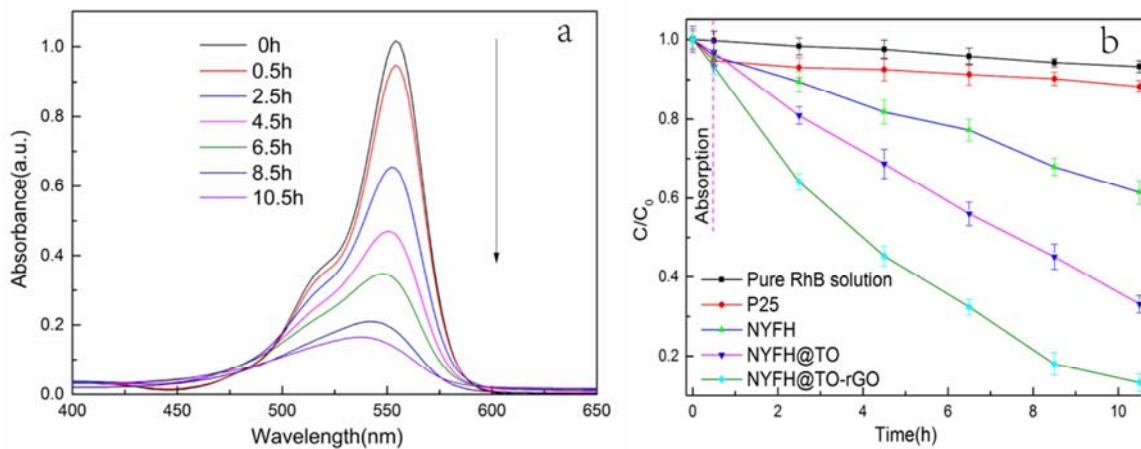 a
0h
0.5h
2.5h
4.5h
6.5h
8.5h
10.5h
1.0
0.8
0.6
0.4
0.2
0.0
400
450
500
550
600
650
Absorbance(a.u.)
Wavelength(nm)
b
1.0
0.8
0.6
0.4
0.2
C/C₀
Absorption
Pure RhB solution
P25
NYFH
NYFH@TO
NYFH@TO-rGO
0
2
4
6
8
10
Time(h)